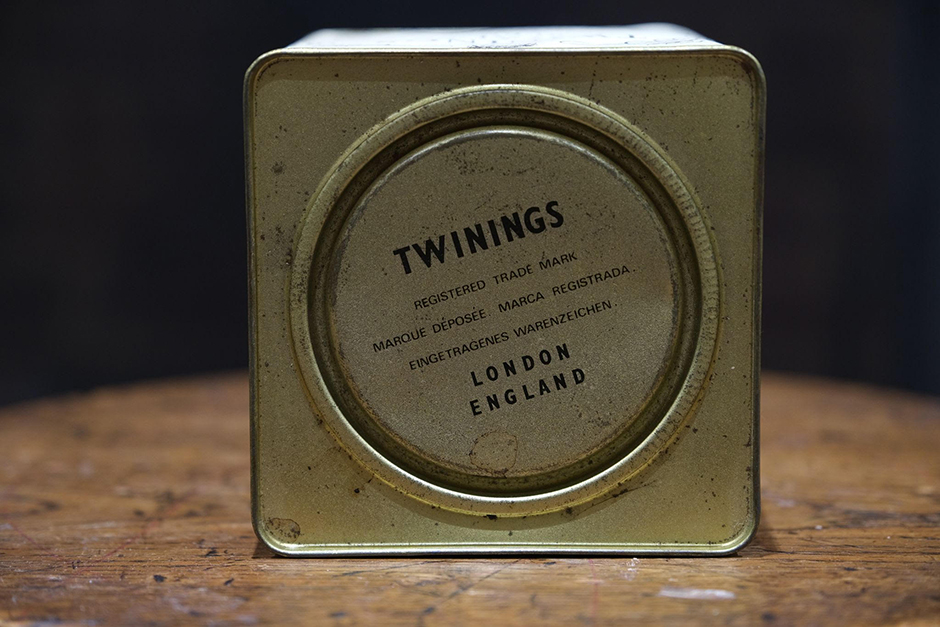 TWININGS
REGISTERED TRADE MARK
MARQUE DÉPOSÉE MARCA REGISTRADA.
EINGETRAGENES WARENZEICHEN.
LONDON
ENGLAND